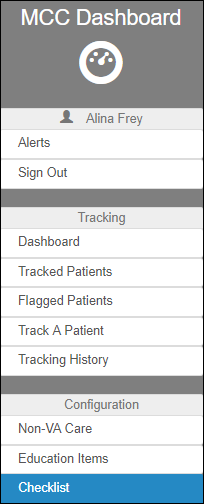 MCC Dashboard
Alina Frey
Alerts
Sign Out
Tracking
Dashboard
Tracked Patients
Flagged Patients
Track A Patient
Tracking History
Configuration
Non-VA Care
Education Items
Checklist